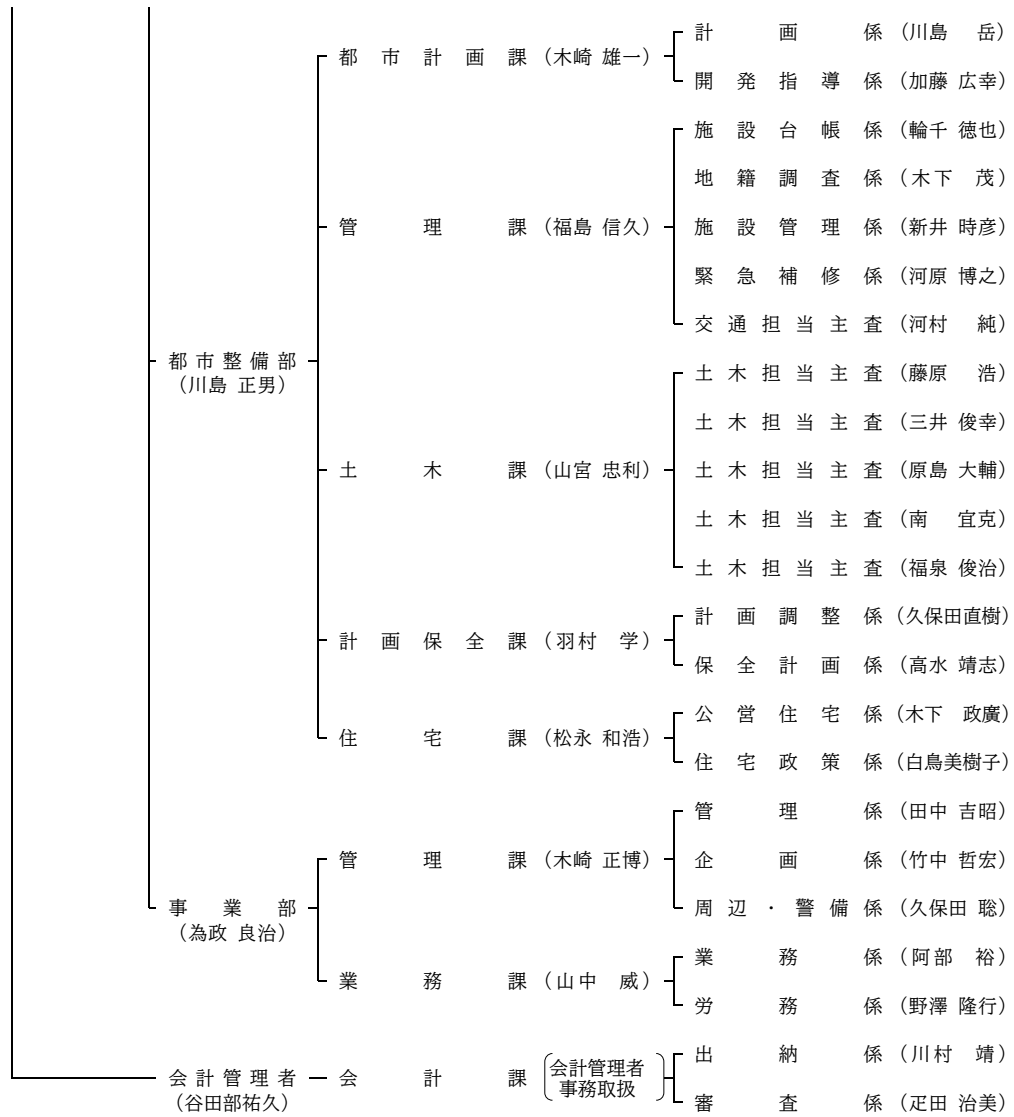 計画係（川島 岳）
都市計画課（木崎 雄一）
開発指導係（加藤 広幸）
施設台帳係（輪千 徳也）
地籍調査係（木下 茂）
管理課（福島 信久）
施設管理係（新井 時彦）
緊急補修係（河原 博之）
交通担当主査（河村 純）
都市整備部
（川島 正男）
土木担当主査（藤原 浩）
土木担当主査（三井 俊幸）
土木課（山宮 忠利）
土木担当主査（原島 大輔）
土木担当主査（南 宜克）
土木担当主査（福泉 俊治）
計画調整係（久保田直樹）
計画保全課（羽村 学）
保全計画係（高水 靖志）
公営住宅係（木下 政廣）
住宅課（松永 和浩）
住宅政策係（白鳥美樹子）
管理係（田中 吉昭）
管理課（木崎 正博）
企画係（竹中 哲宏）
周辺・警備係（久保田 聡）
事業部
（為政 良治）
業務係（阿部 裕）
業務課（山中 威）
労務係（野澤 隆行）
出納係（川村 靖）
会計管理者
（谷田部祐久）
会計課
会計管理者
事務取扱
審査係（疋田 治美）